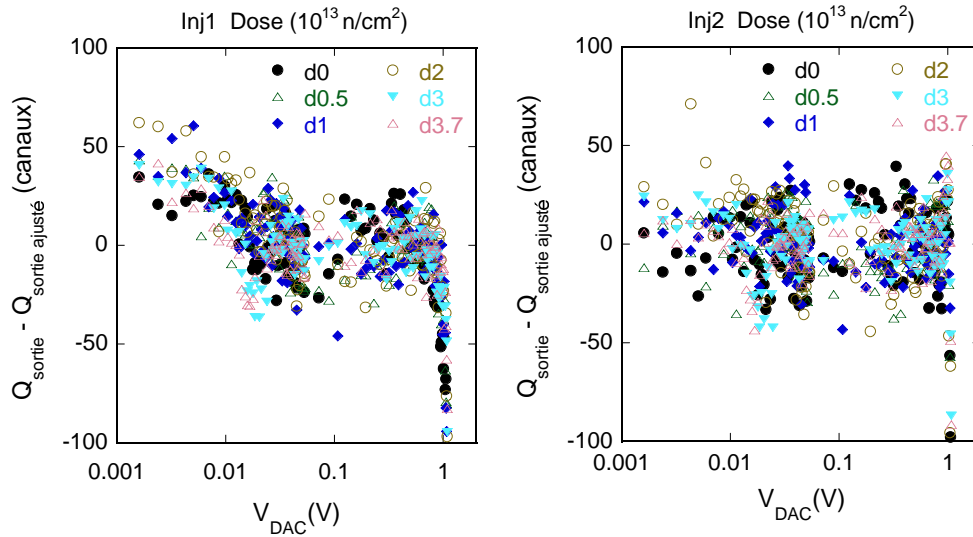 Inj1 Dose (10^13 n/cm^2)
Q_sortie - Q_sortie ajusté (canaux)
100
50
0
-50
-100
d0
d0.5
d1
d2
d3
d3.7
0.001
0.01
0.1
1
V_DAC(V)
Inj2 Dose (10^13 n/cm^2)
Q_sortie - Q_sortie ajusté (canaux)
100
50
0
-50
-100
d0
d0.5
d1
d2
d3
d3.7
0.001
0.01
0.1
1
V_DAC(V)